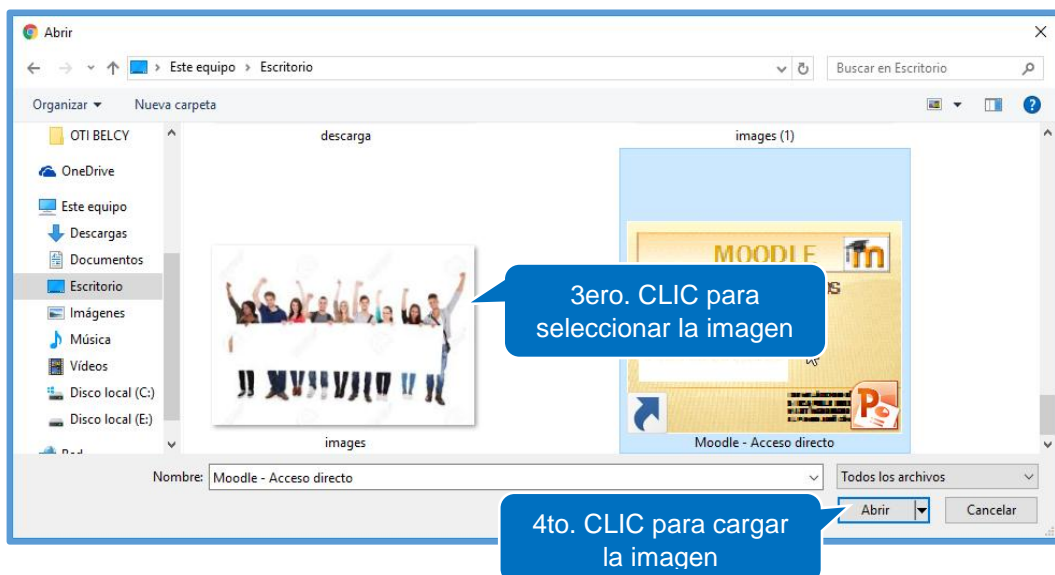 Abrir
Este equipo > Escritorio
Buscar en Escritorio
Organizar
Nueva carpeta
OTI BELCY
OneDrive
Este equipo
Descargas
Documentos
Escritorio
Imágenes
Música
Vídeos
Disco local (C:)
Disco local (E:)
descarga
images (1)
MOODLE
m
OS
P
3ero. CLIC para
seleccionar la imagen
images
Moodle - Acceso directo
Nombre: Moodle - Acceso directo
Todos los archivos
Abrir
Cancelar
4to. CLIC para cargar
la imagen